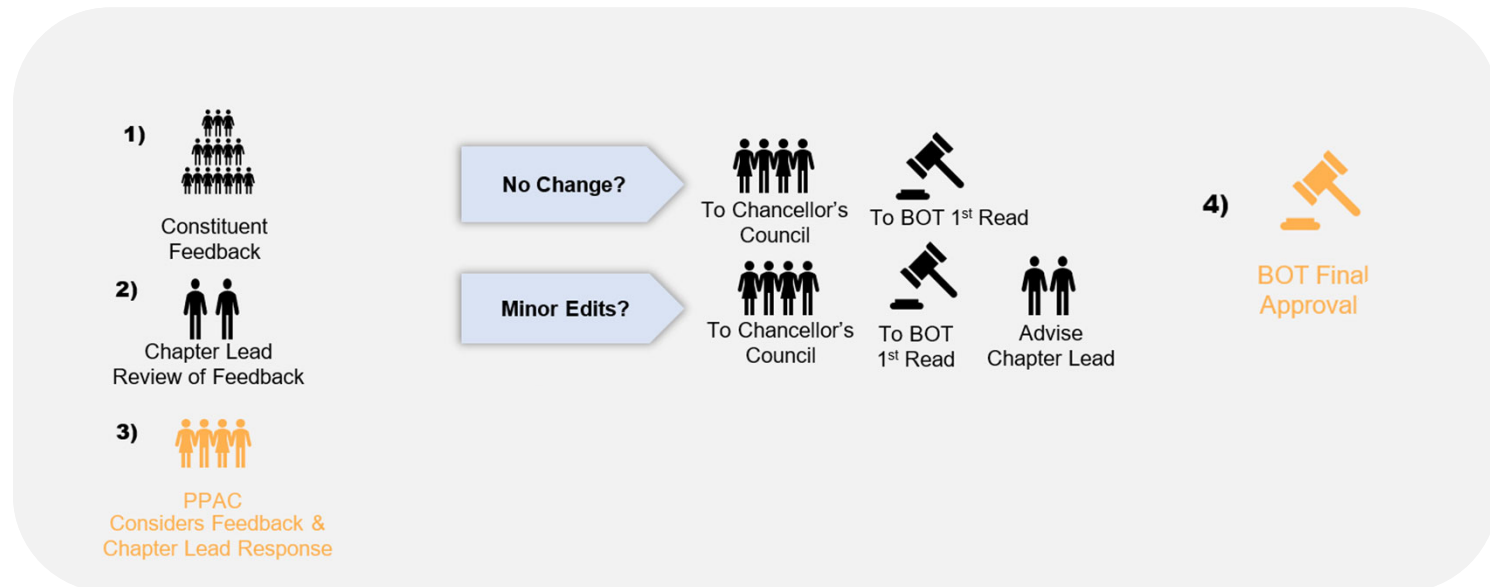 1)
Constituent
Feedback
2)
Chapter Lead
Review of Feedback
3)
PPAC
Considers Feedback &
Chapter Lead Response
No Change?
To Chancellor's
Council
To BOT 1st Read
Minor Edits?
To Chancellor's
Council
To BOT
1st Read
Advise
Chapter Lead
4)
BOT Final
Approval